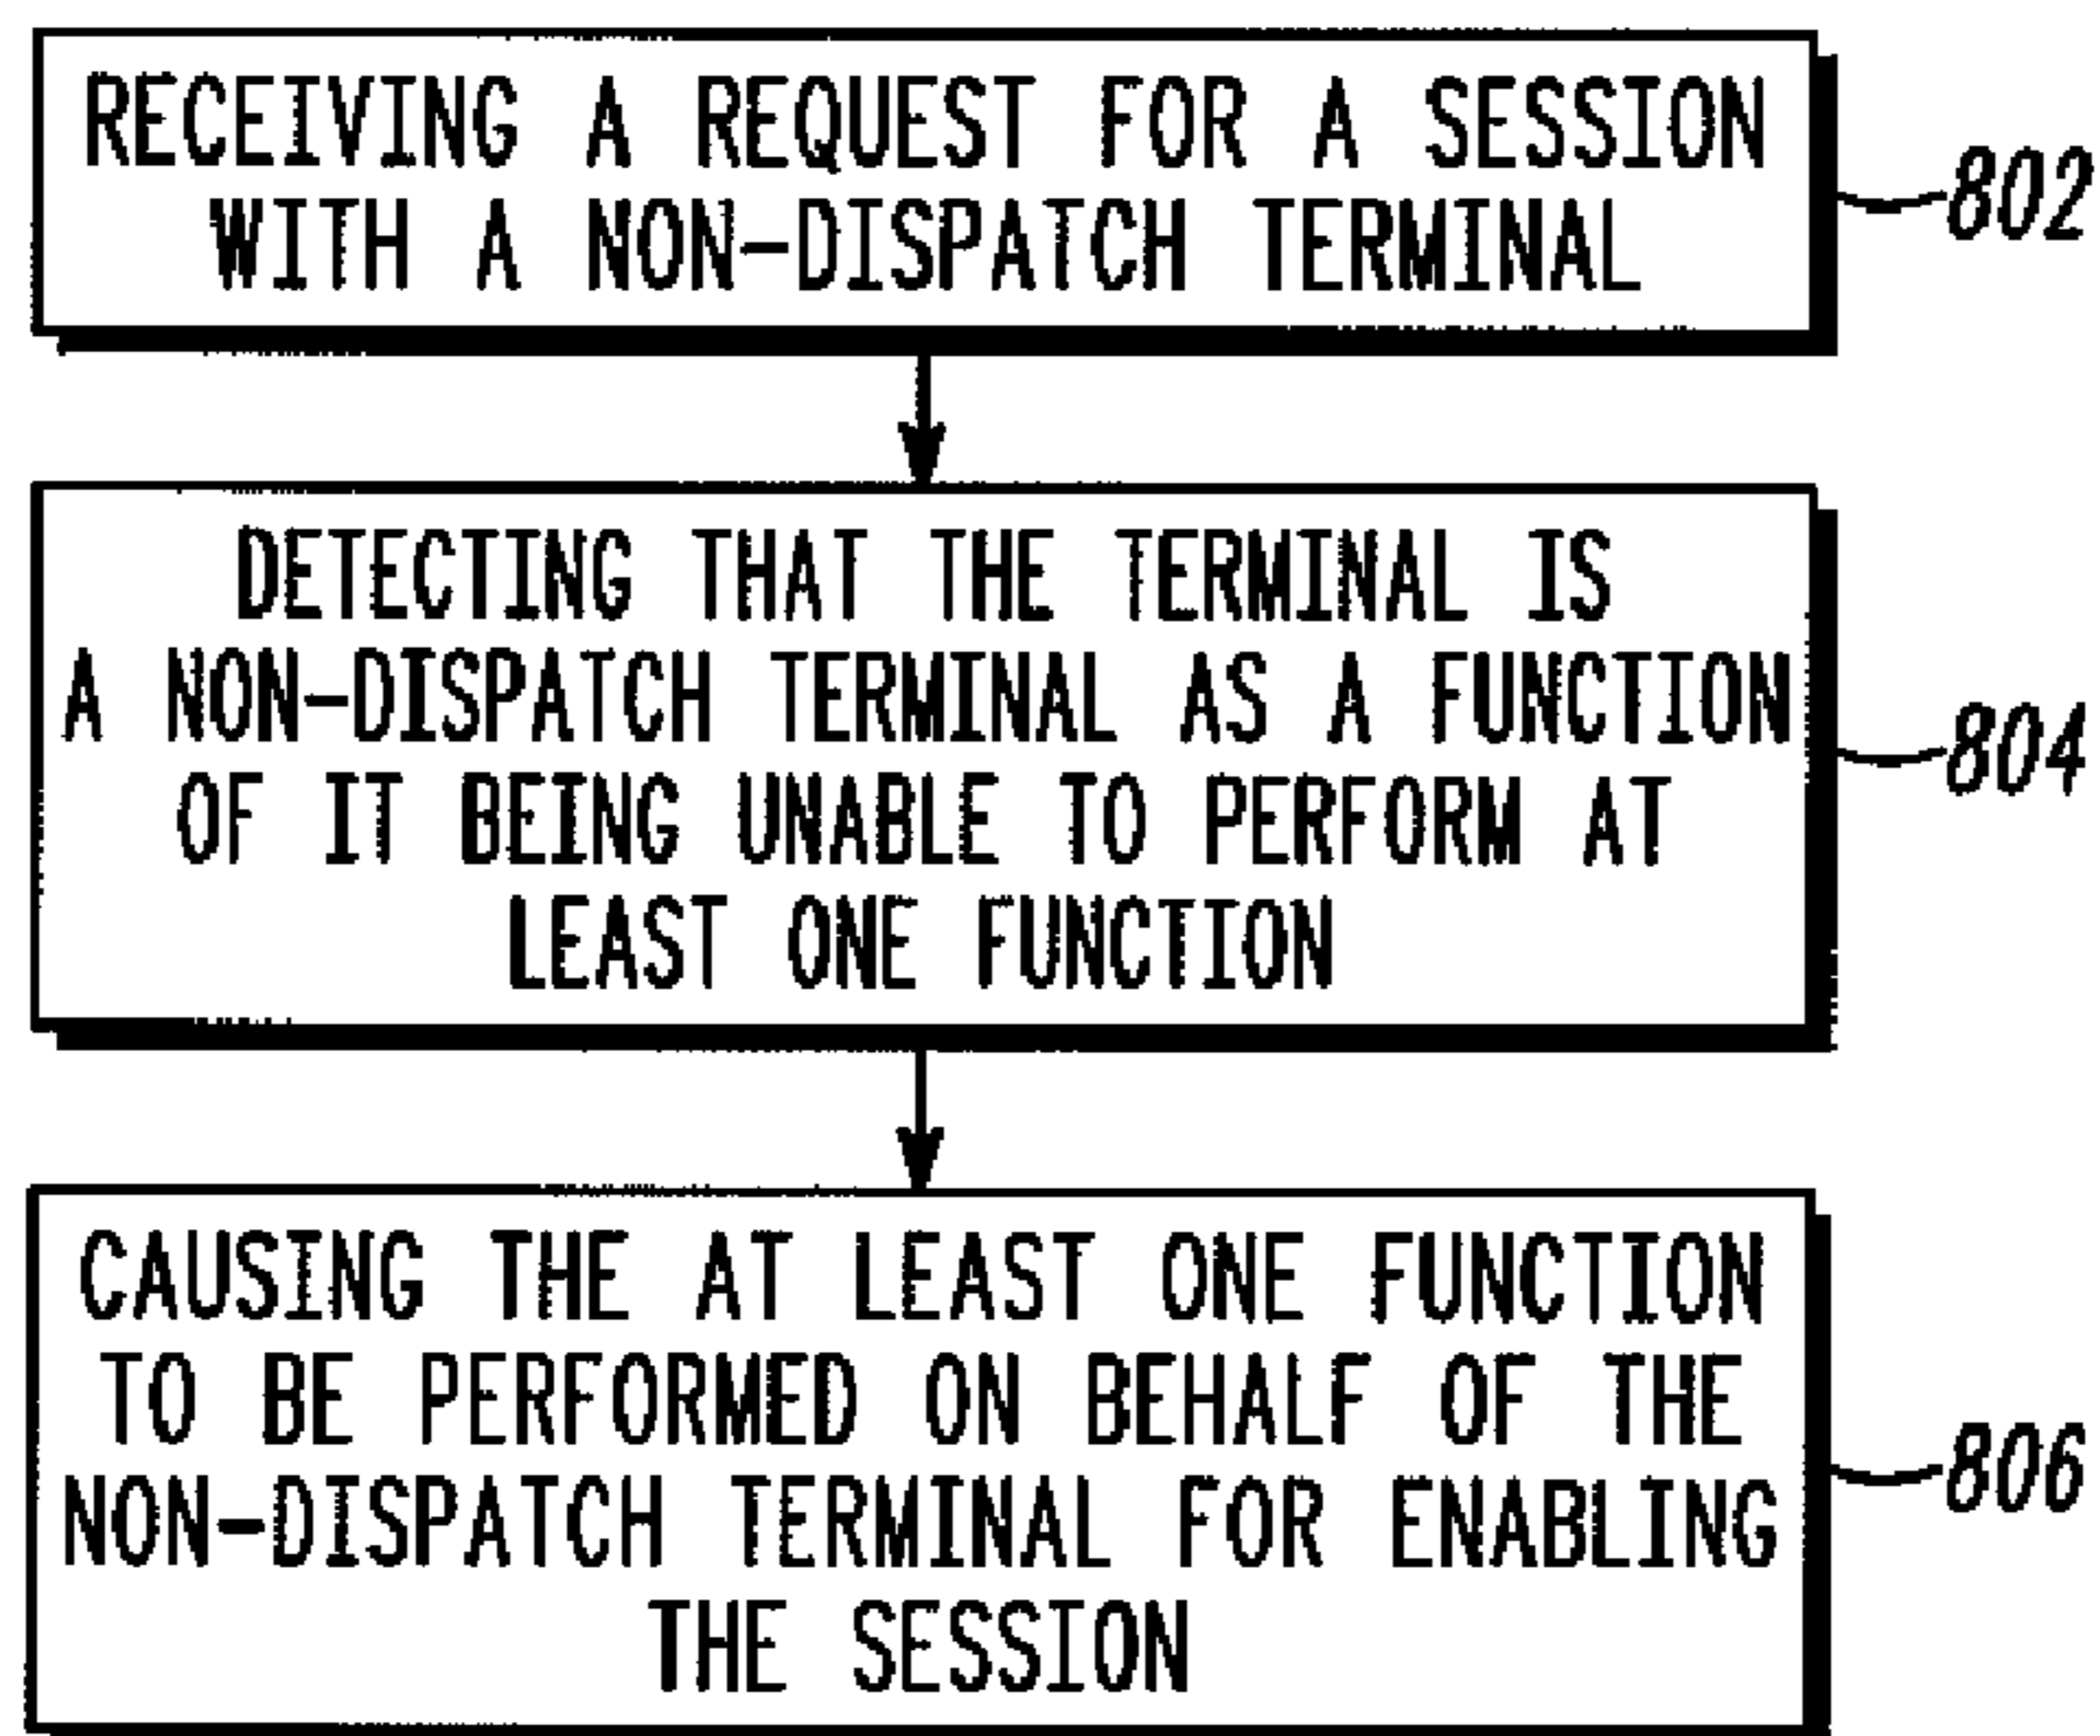 RECEIVING A REQUEST FOR A SESSION
WITH A NON-DISPATCH TERMINAL
802
DETECTING THAT THE TERMINAL IS
A NON-DISPATCH TERMINAL AS A FUNCTION
OF IT BEING UNABLE TO PERFORM AT
LEAST ONE FUNCTION
804
CAUSING THE AT LEAST ONE FUNCTION
TO BE PERFORMED ON BEHALF OF THE
NON-DISPATCH TERMINAL FOR ENABLING
THE SESSION
806